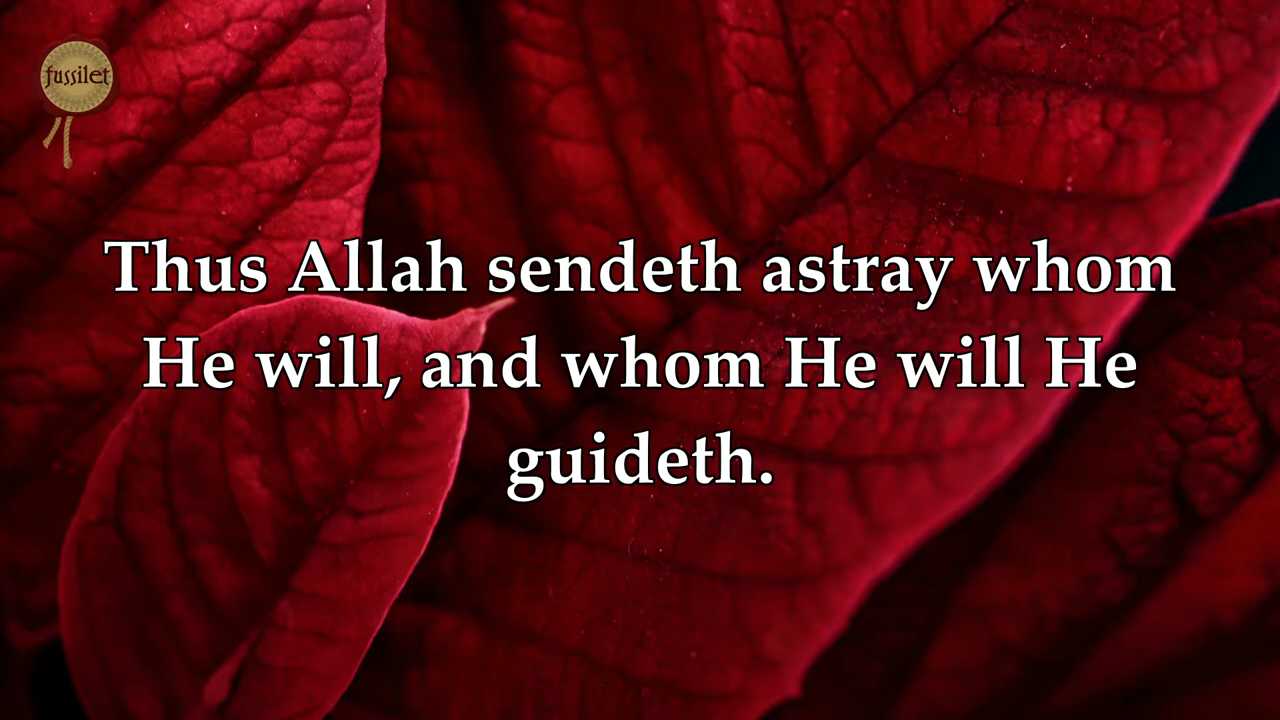 fussilet
Thus Allah sendeth astray whom
He will, and whom He will He
guideth.